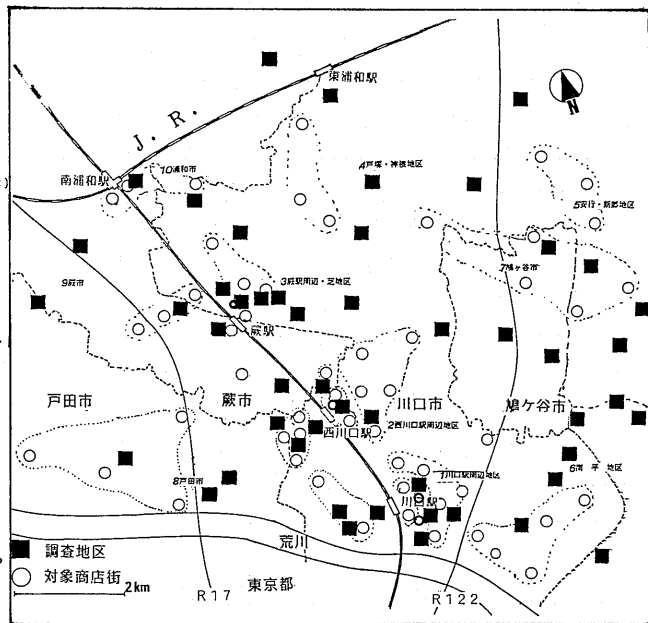 東浦和駅
J. R.
N
南浦和駅
10浦和市
4戸塚・神根地区
5安行・新郷地区
7鳩ヶ谷市
9蕨市
3蕨駅周辺・芝地区
蕨駅
戸田市
蕨市
川口市
鳩ケ谷市
2西川口駅周辺地区
西川口駅
1川口駅周辺地区
6南平地区
8戸田市
川口駅
調査地区
荒川
対象商店街
2km
R17
東京都
R122